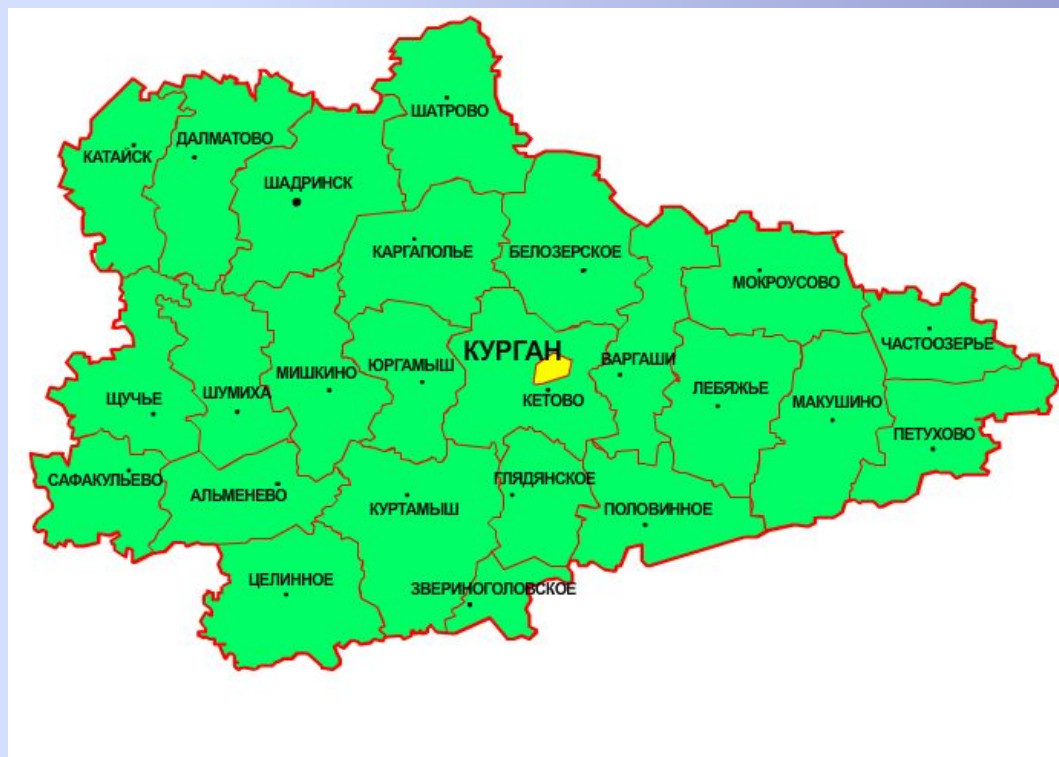 ШАТРОВО
ДАЛМАТОВО
КАТАЙСК
ШАДРИНСК
КАРГАПОЛЬЕ
БЕЛОЗЕРСКОЕ
МОКРОУСОВО
ЧАСТООЗЕРЬЕ
КУРГАН
ВАРГАШИ
ЮРГАМЫШ
МИШКИНО
ЛЕБЯЖЬЕ
ШУМИХА
ЩУЧЬЕ
КЕТОВО
МАКУШИНО
ПЕТУХОВО
САФАКУЛЬЕВО
ГЛЯДЯНСКОЕ
АЛЬМЕНЕВО
КУРТАМЫШ
ПОЛОВИННОЕ
ЦЕЛИННОЕ
ЗВЕРИНОГОЛОВСКОЕ